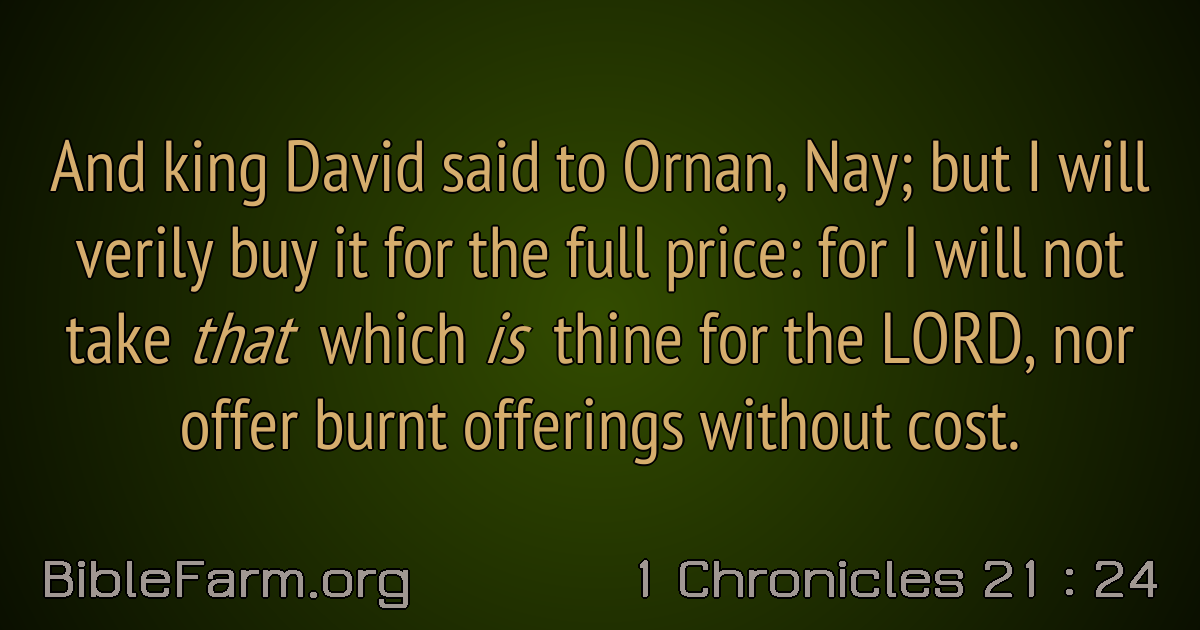 And king David said to Ornan, Nay; but I will
verily buy it for the full price: for I will not
take that which is thine for the LORD, nor
offer burnt offerings without cost.
BibleFarm.org
1 Chronicles 21 : 24